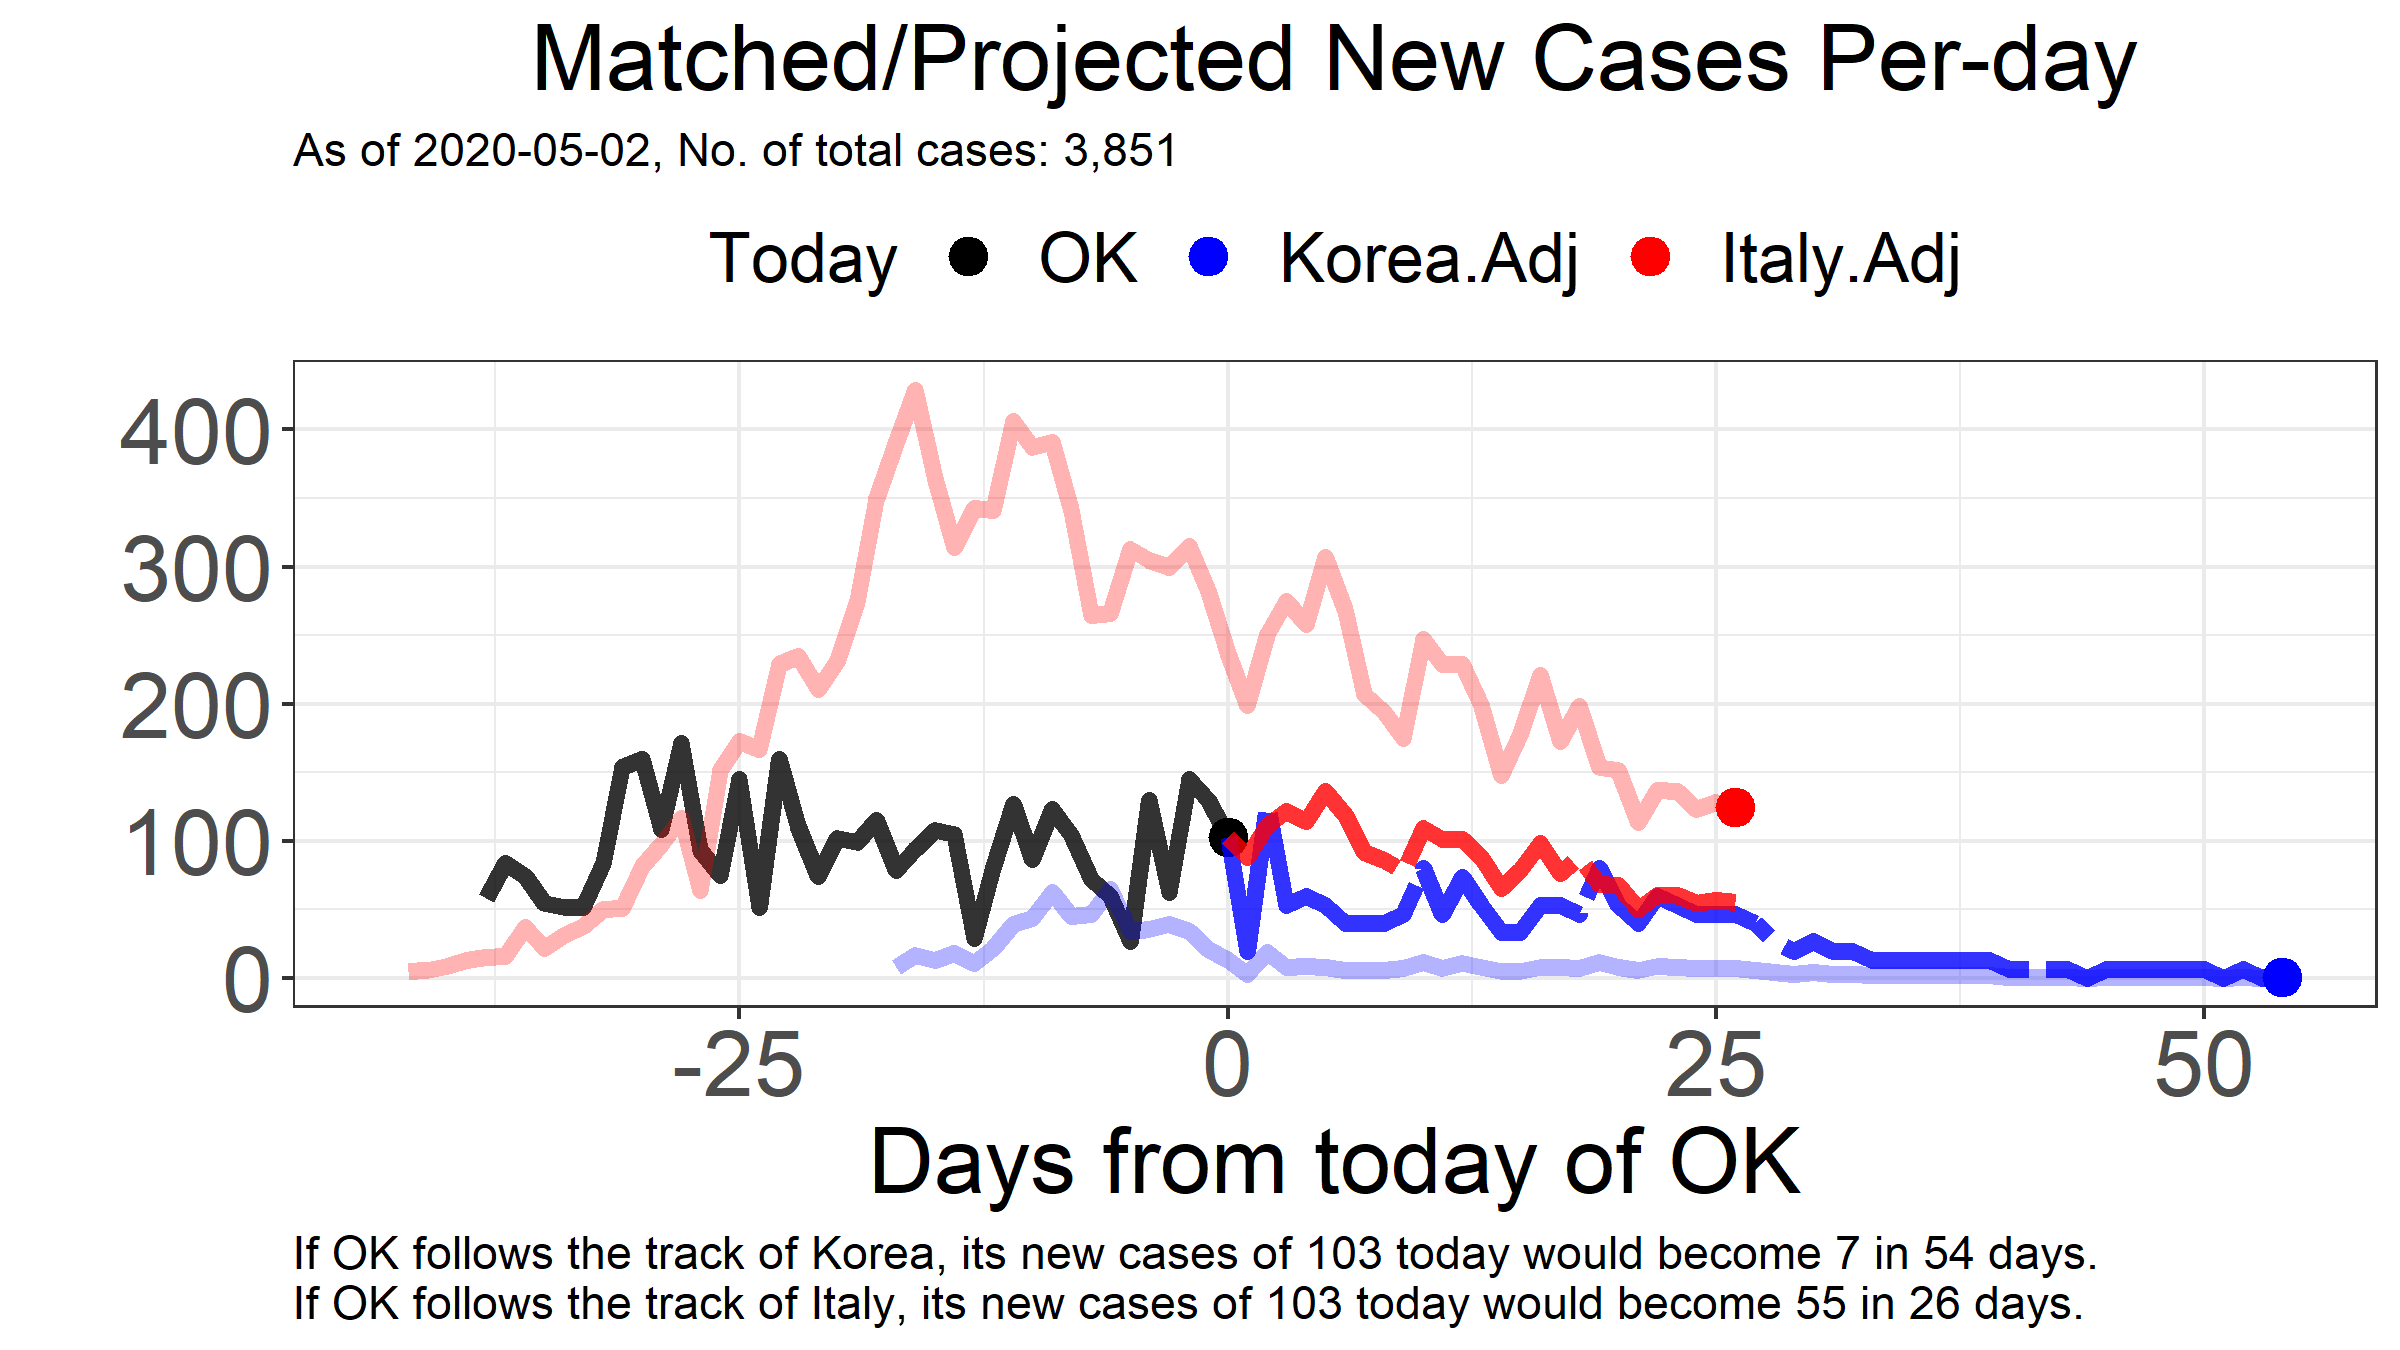 Matched/Projected New Cases Per-day
As of 2020-05-02, No. of total cases: 3,851
Today OK Korea.Adj Italy.Adj
400
300
200
100
0
-25 0 25 50
Days from today of OK
If OK follows the track of Korea, its new cases of 103 today would become 7 in 54 days.
If OK follows the track of Italy, its new cases of 103 today would become 55 in 26 days.